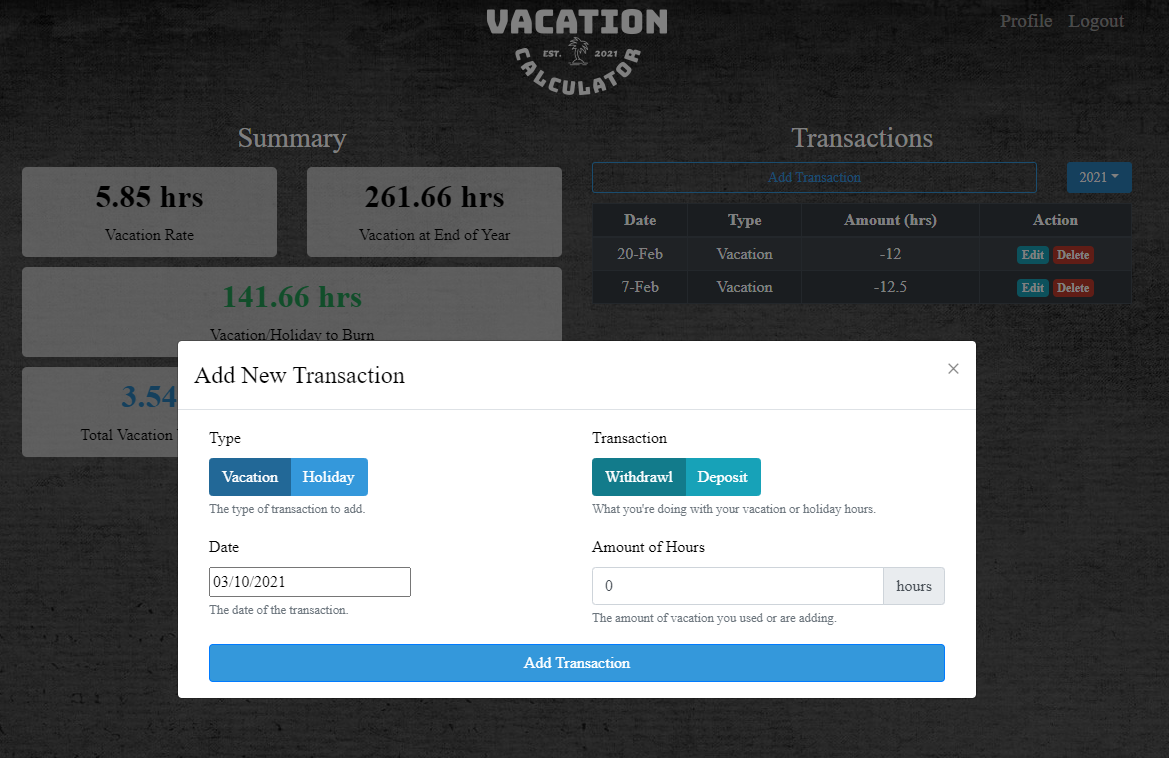 VACATION
EST. 2021
CALCULATOR
Profile Logout
Summary
5.85 hrs
Vacation Rate
261.66 hrs
Vacation at End of Year
141.66 hrs
Vacation/Holiday to Burn
3.54
Total Vacation
Transactions
Add Transaction
2021
Date Type Amount (hrs) Action
20-Feb Vacation -12 Edit Delete
7-Feb Vacation -12.5 Edit Delete
Add New Transaction ×
Type
Vacation Holiday
The type of transaction to add.
Transaction
Withdrawl Deposit
What you're doing with your vacation or holiday hours.
Date
03/10/2021
The date of the transaction.
Amount of Hours
0 hours
The amount of vacation you used or are adding.
Add Transaction